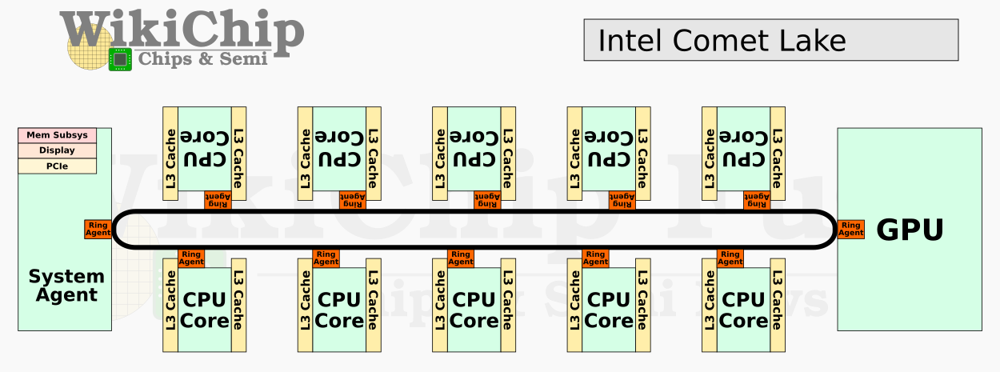 WikiChip
Chips & Semi
Intel Comet Lake
Mem Subsys
Display
PCIe
Ring
Agent
System
Agent
L3 Cache
CPU
Core
L3 Cache
Ring
Agent
L3 Cache
CPU
Core
L3 Cache
Ring
Agent
L3 Cache
CPU
Core
L3 Cache
Ring
Agent
L3 Cache
CPU
Core
L3 Cache
Ring
Agent
L3 Cache
CPU
Core
L3 Cache
Ring
Agent
Ring
Agent
L3 Cache
CPU
Core
L3 Cache
Ring
Agent
L3 Cache
CPU
Core
L3 Cache
Ring
Agent
L3 Cache
CPU
Core
L3 Cache
Ring
Agent
L3 Cache
CPU
Core
L3 Cache
Ring
Agent
L3 Cache
CPU
Core
L3 Cache
Ring
Agent
GPU